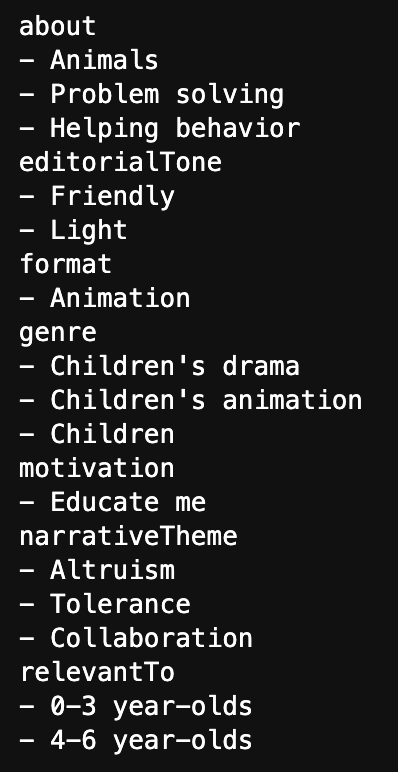 about
- Animals
- Problem solving
- Helping behavior
editorialTone
- Friendly
- Light
format
- Animation
genre
- Children's drama
- Children's animation
- Children
motivation
- Educate me
narrativeTheme
- Altruism
- Tolerance
- Collaboration
relevantTo
- 0-3 year-olds
- 4-6 year-olds